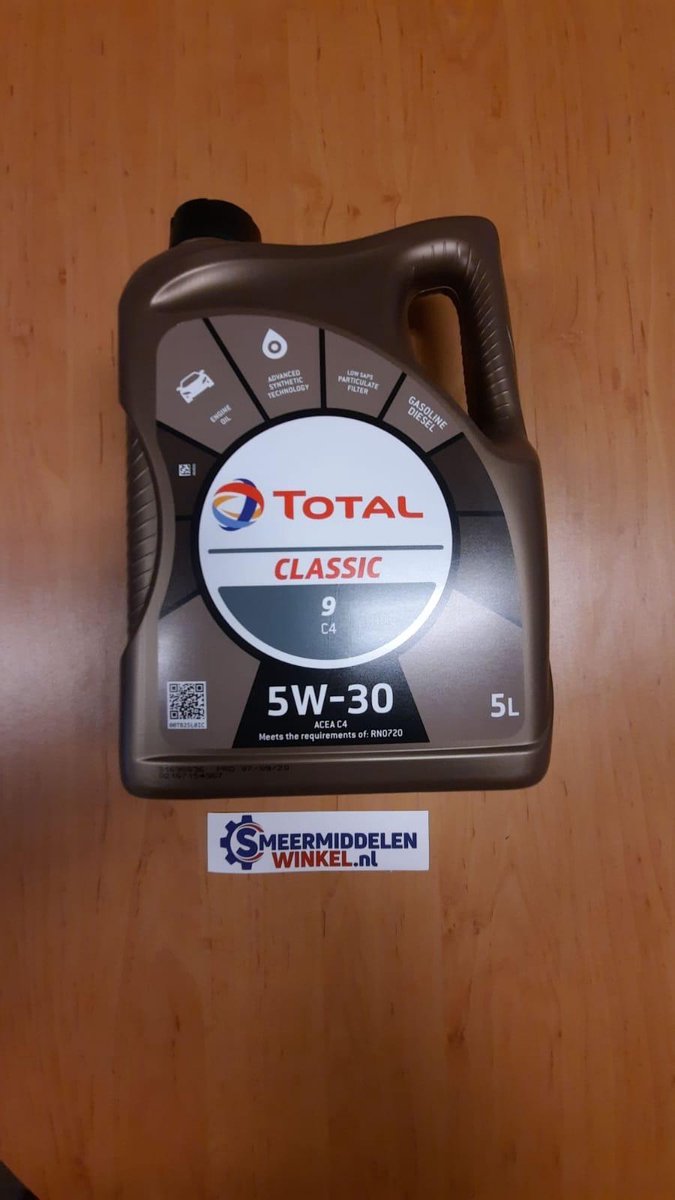 ENGINE
OIL
ADVANCED
SYNTHETIC
TECHNOLOGY
LOW SAPS
PARTICULATE
FILTER
GASOLINE
DIESEL
TOTAL
CLASSIC
9
C4
5W-30
5L
ACEA C4
Meets the requirements of: RN0720
SMEERMIDDELEN
WINKEL.nl